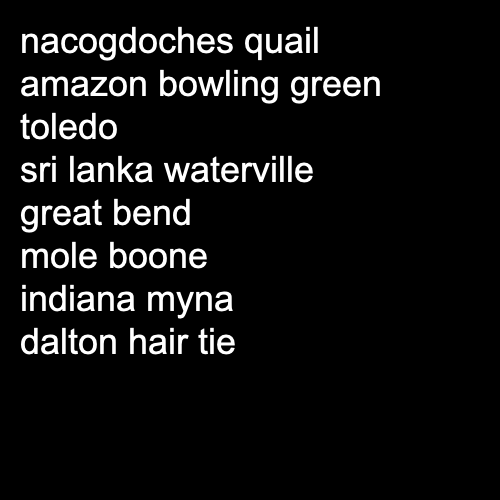 nacogdoches quail
amazon bowling green
toledo
sri lanka waterville
great bend
mole boone
indiana myna
dalton hair tie